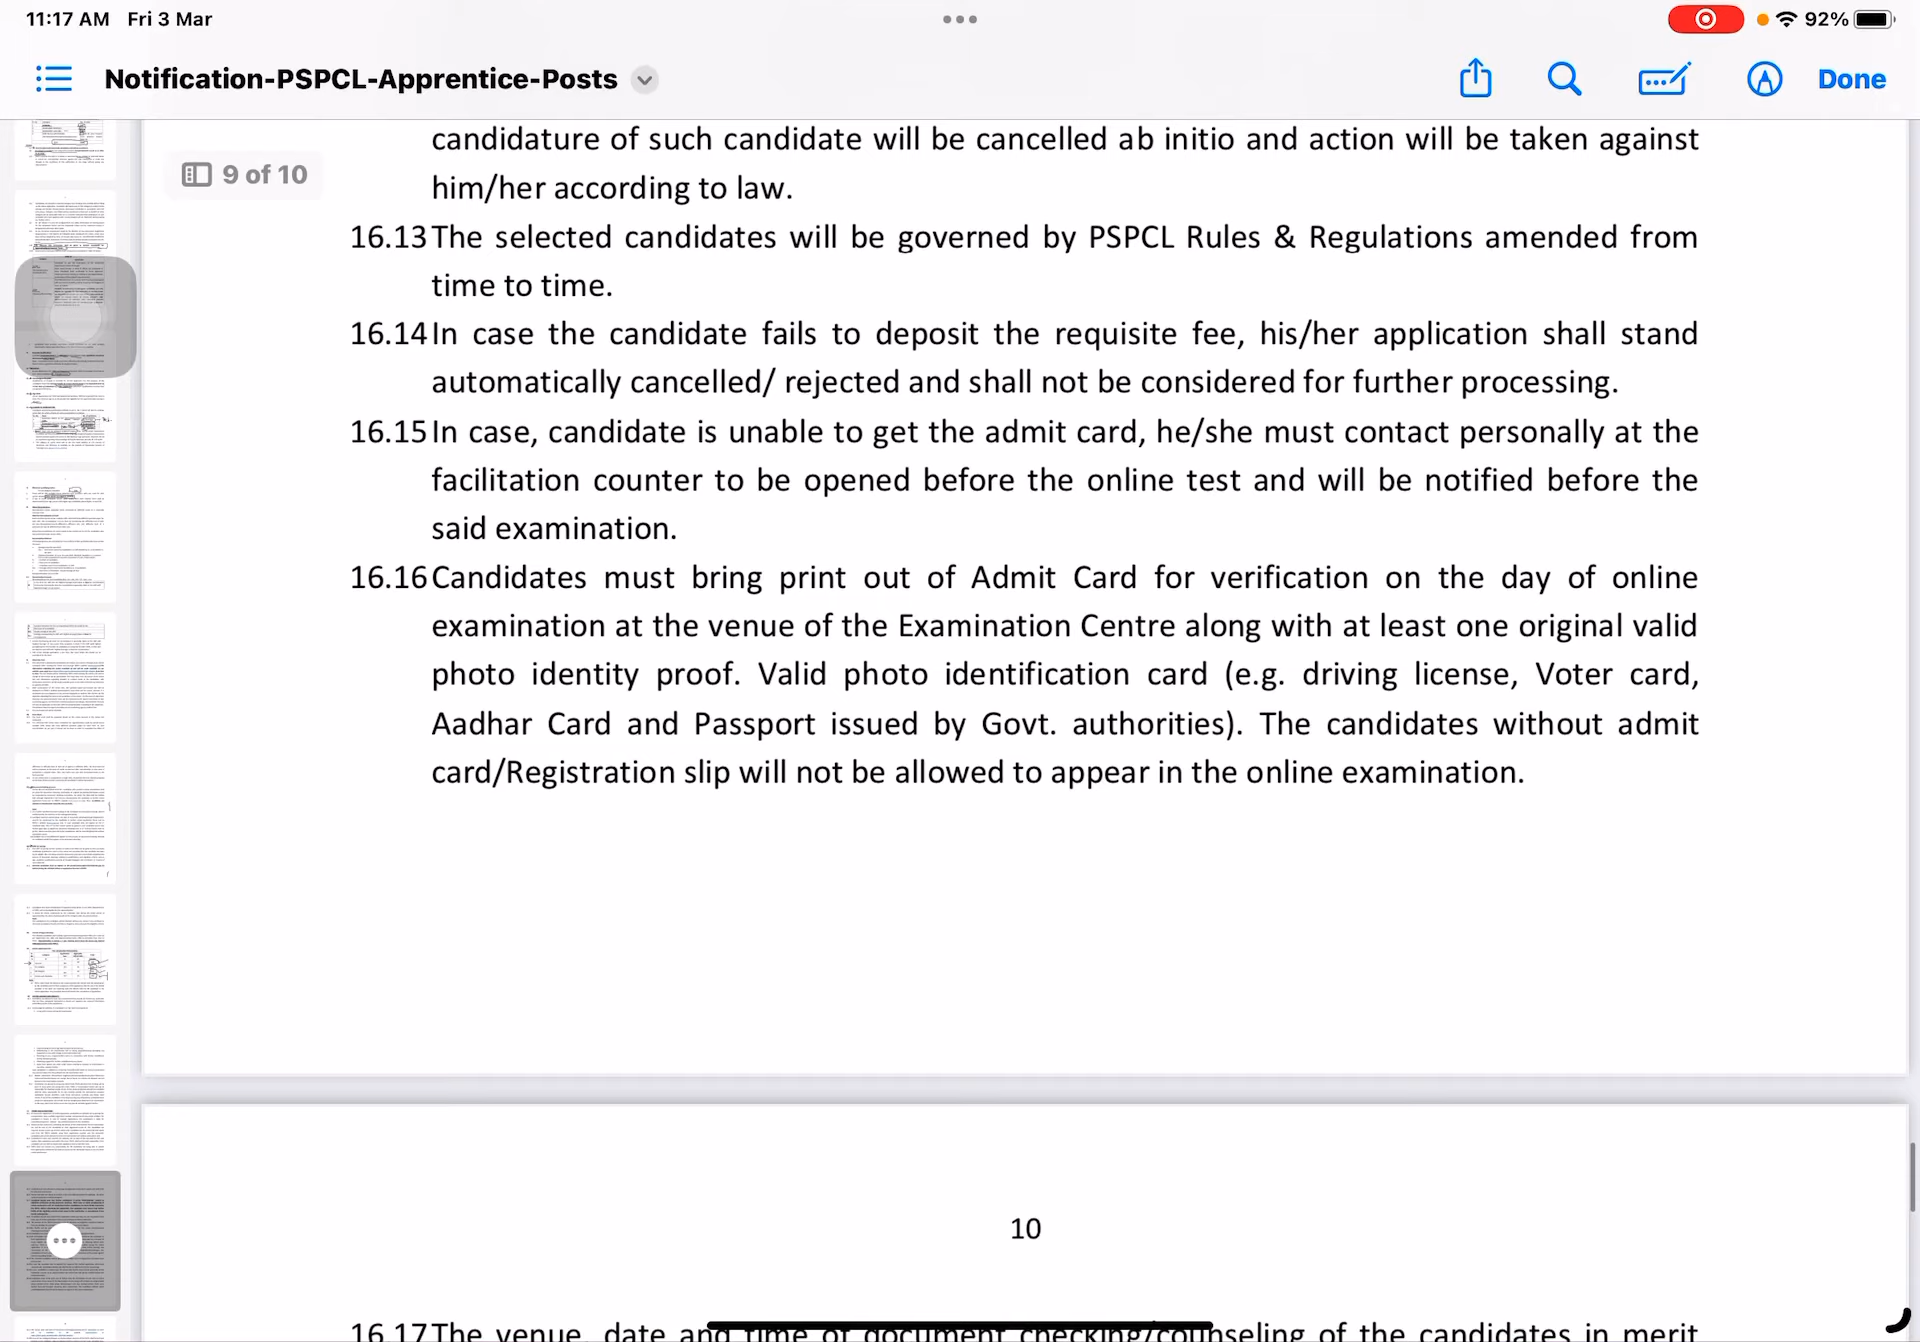 11:17 AM Fri 3 Mar
92%
Notification-PSPCL-Apprentice-Posts
Done
9 of 10
candidature of such candidate will be cancelled ab initio and action will be taken against
him/her according to law.
16.13 The selected candidates will be governed by PSPCL Rules & Regulations amended from
time to time.
16.14 In case the candidate fails to deposit the requisite fee, his/her application shall stand
automatically cancelled/ rejected and shall not be considered for further processing.
16.15 In case, candidate is unable to get the admit card, he/she must contact personally at the
facilitation counter to be opened before the online test and will be notified before the
said examination.
16.16 Candidates must bring print out of Admit Card for verification on the day of online
examination at the venue of the Examination Centre along with at least one original valid
photo identity proof. Valid photo identification card (e.g. driving license, Voter card,
Aadhar Card and Passport issued by Govt. authorities). The candidates without admit
card/Registration slip will not be allowed to appear in the online examination.
10
16.17 The venue, date and time of document checking/counseling of the candidates in merit